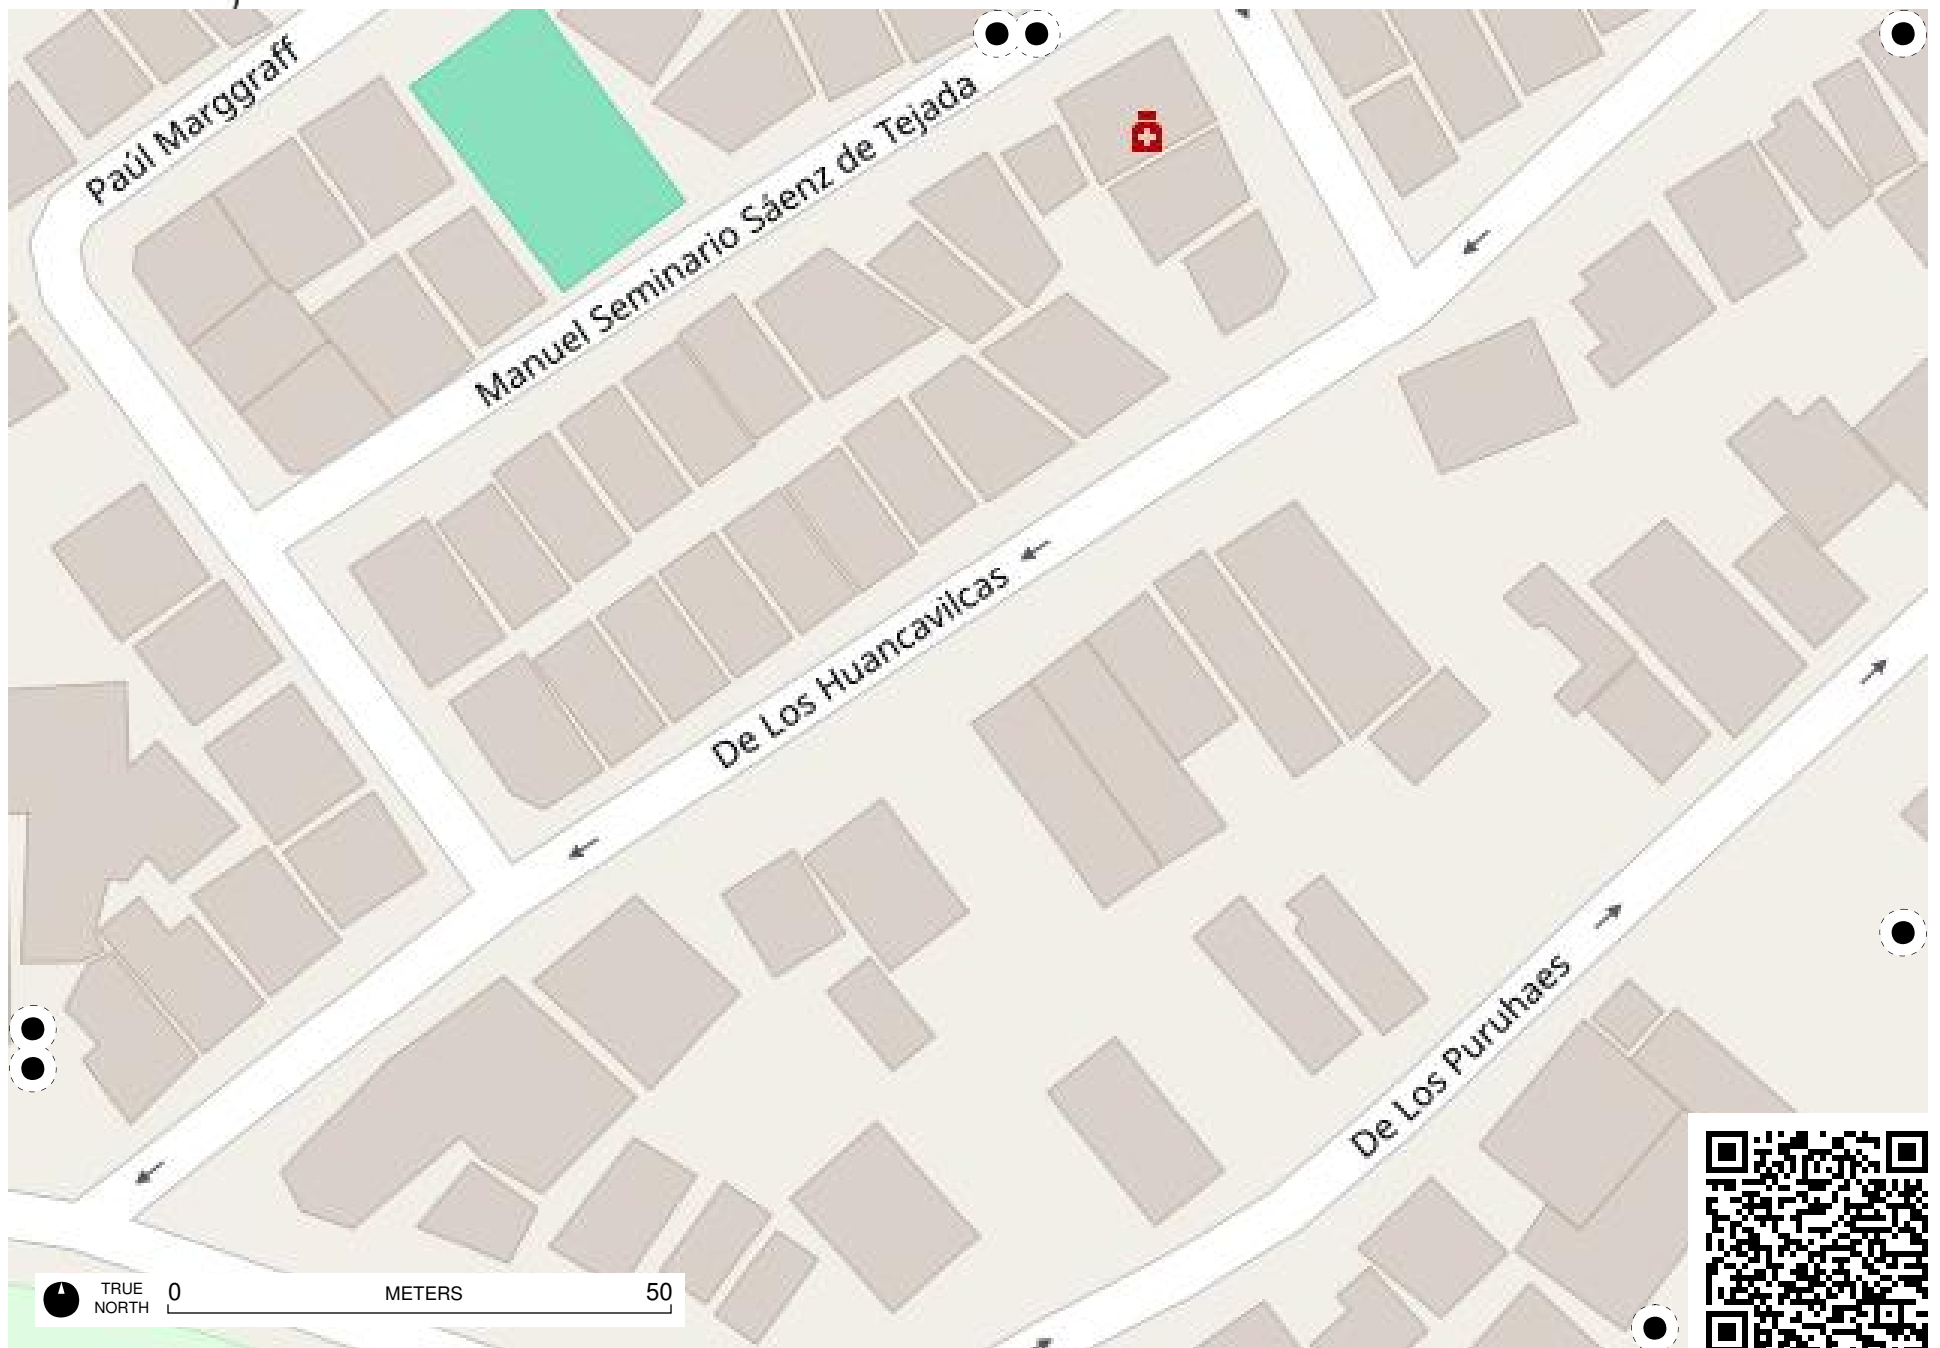 Paúl Marggraff
Manuel Seminario Sáenz de Tejada
De Los Huancavilcas
De Los Puruhaes
TRUE
NORTH
0 METERS 50